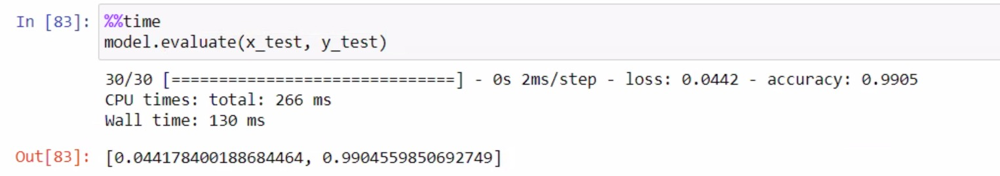 In [83]: %%time
model.evaluate(x_test, y_test)
30/30 [==============================] - 0s 2ms/step - loss: 0.0442 - accuracy: 0.9905
CPU times: total: 266 ms
Wall time: 130 ms
Out[83]: [0.044178400188684464, 0.9904559850692749]